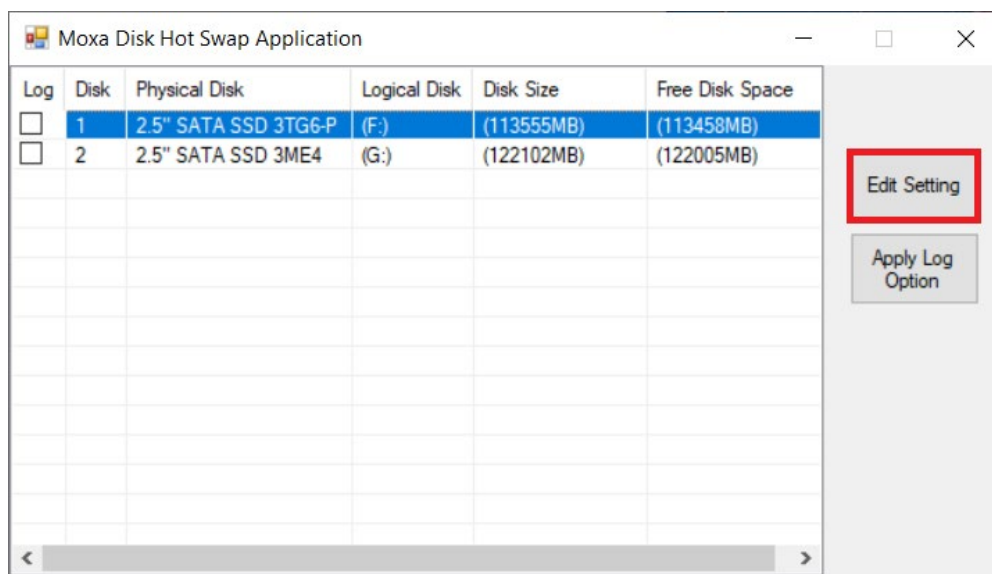 Moxa Disk Hot Swap Application
Log Disk Physical Disk Logical Disk Disk Size Free Disk Space
1 2.5" SATA SSD 3TG6-P (F:) (113555MB) (113458MB)
2 2.5" SATA SSD 3ME4 (G:) (122102MB) (122005MB)
Edit Setting
Apply Log
Option